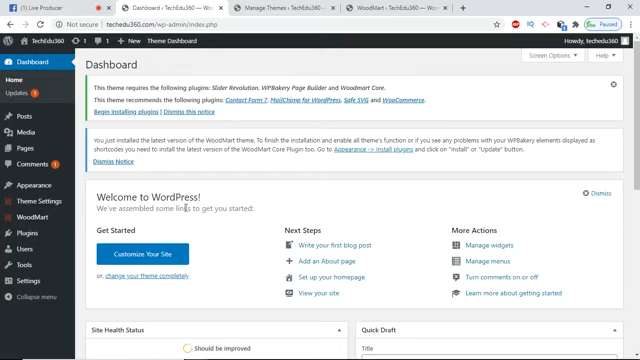 Live Producer
Dashboard ‹ TechEdu360 — Wo
Manage Themes ‹ TechEdu360 —
WoodMart ‹ TechEdu360 — Word
Not secure | techedu360.com/wp-admin/index.php
Paused
TechEdu360 1 1 New Theme Dashboard
Howdy, techedu360
Dashboard
Home
Updates 1
Posts
Media
Pages
Comments 1
Appearance
Theme Settings
WoodMart
Plugins
Users
Tools
Settings
Collapse menu
Screen Options
Help
Dashboard
This theme requires the following plugins: Slider Revolution, WPBakery Page Builder and Woodmart Core.
This theme recommends the following plugins: Contact Form 7, MailChimp for WordPress, Safe SVG and WooCommerce.
Begin installing plugins | Dismiss this notice
You just installed the latest version of the WoodMart theme. To finish the installation and enable all theme's function or if you see any problems with your WPBakery elements displayed as
shortcodes you need to install the latest version of the WoodMart Core Plugin too. Go to Appearance -> Install plugins and click on "Install" or "Update" button.
Dismiss Notice
Welcome to WordPress!
Dismiss
We've assembled some links to get you started:
Get Started
Customize Your Site
or, change your theme completely
Next Steps
Write your first blog post
Add an About page
Set up your homepage
View your site
More Actions
Manage widgets
Manage menus
Turn comments on or off
Learn more about getting started
Site Health Status
Should be improved
Quick Draft
Title